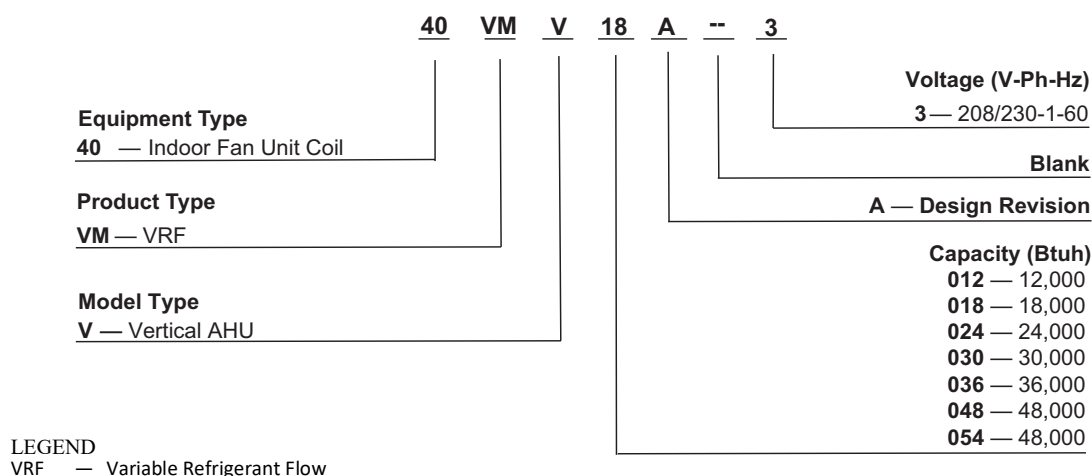 40 VM V 18 A -- 3
Voltage (V-Ph-Hz)
3 — 208/230-1-60
Equipment Type
40 — Indoor Fan Unit Coil
Blank
Product Type
VM — VRF
A — Design Revision
Capacity (Btuh)
012 — 12,000
018 — 18,000
024 — 24,000
030 — 30,000
036 — 36,000
048 — 48,000
054 — 48,000
Model Type
V — Vertical AHU
LEGEND
VRF — Variable Refrigerant Flow